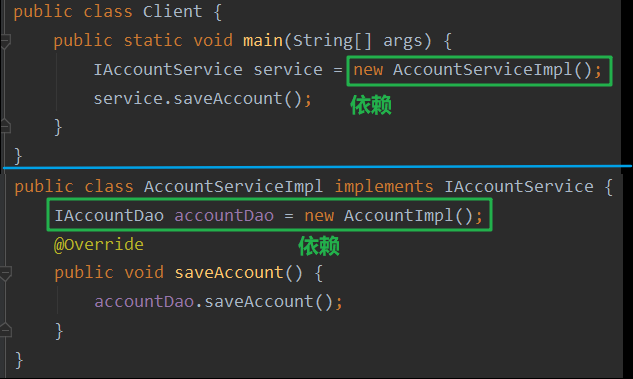 public class Client {
    public static void main(String[] args) {
        IAccountService service = new AccountServiceImpl();
依赖
        service.saveAccount();
    }
}
public class AccountServiceImpl implements IAccountService {
    IAccountDao accountDao = new AccountImpl();
依赖
    @Override
    public void saveAccount() {
        accountDao.saveAccount();
    }
}